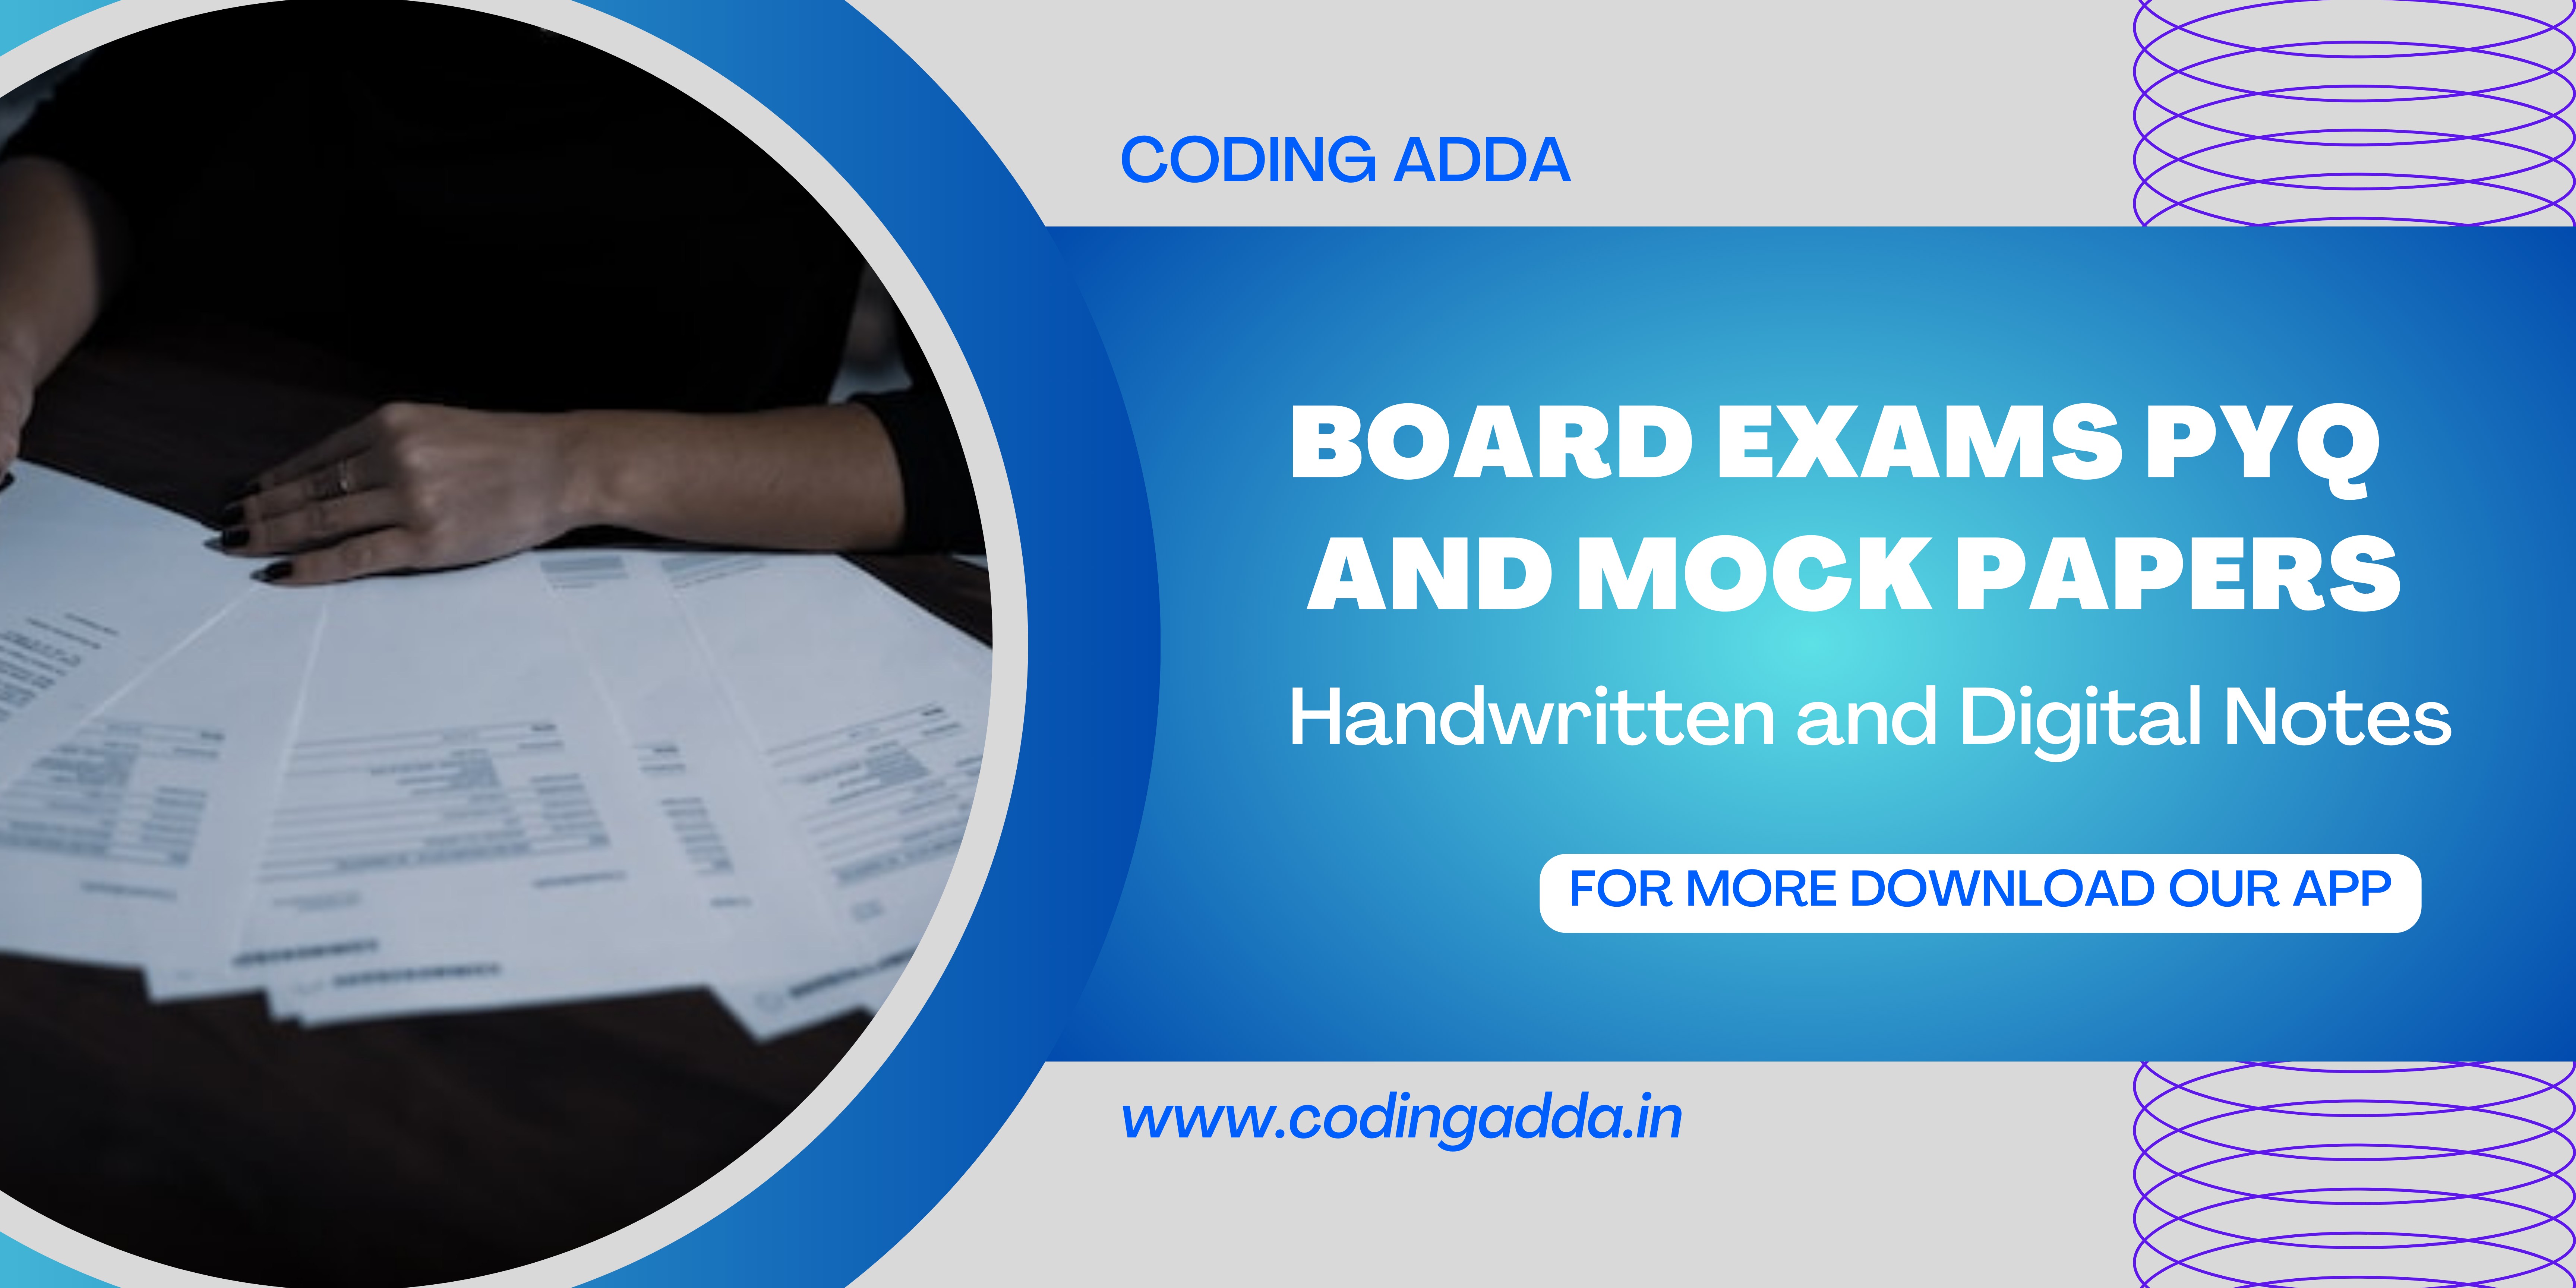 CODING ADDA
BOARD EXAMS PYQ
AND MOCK PAPERS
Handwritten and Digital Notes
FOR MORE DOWNLOAD OUR APP
www.codingadda.in